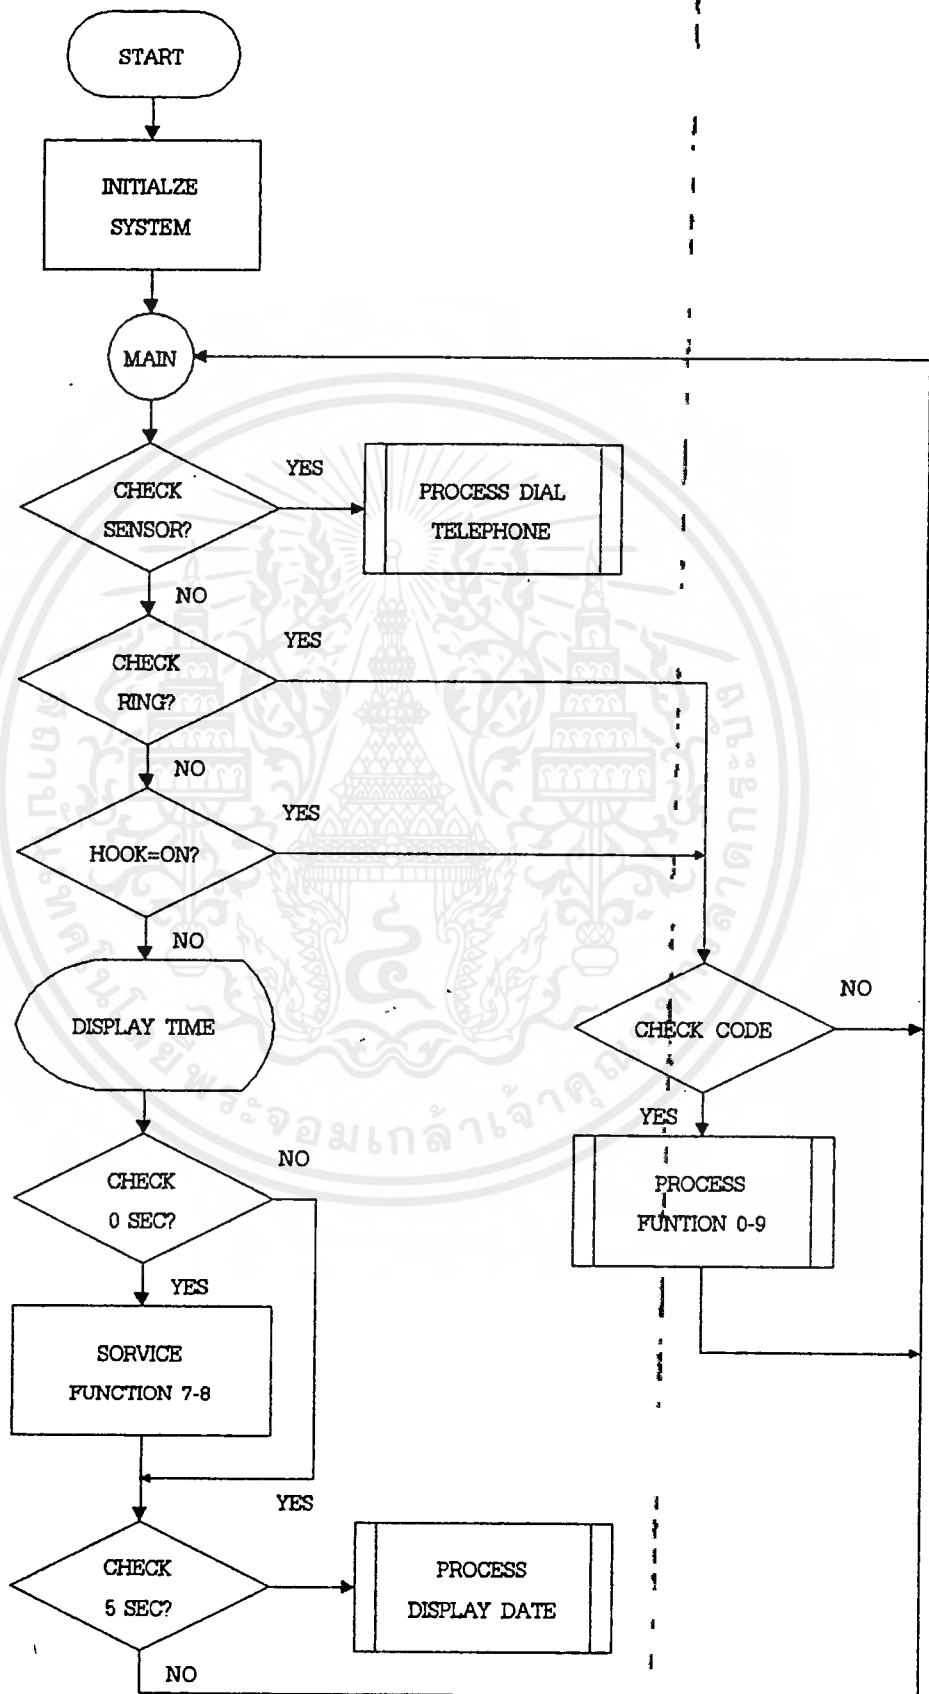 START
INITIALZE
SYSTEM
MAIN
CHECK
SENSOR?
YES
PROCESS DIAL
TELEPHONE
NO
CHECK
RING?
YES
NO
HOOK=ON?
YES
NO
DISPLAY TIME
CHECK CODE
NO
YES
PROCESS
FUNTION 0-9
CHECK
0 SEC?
NO
YES
SORVICE
FUNCTION 7-8
CHECK
5 SEC?
YES
PROCESS
DISPLAY DATE
NO